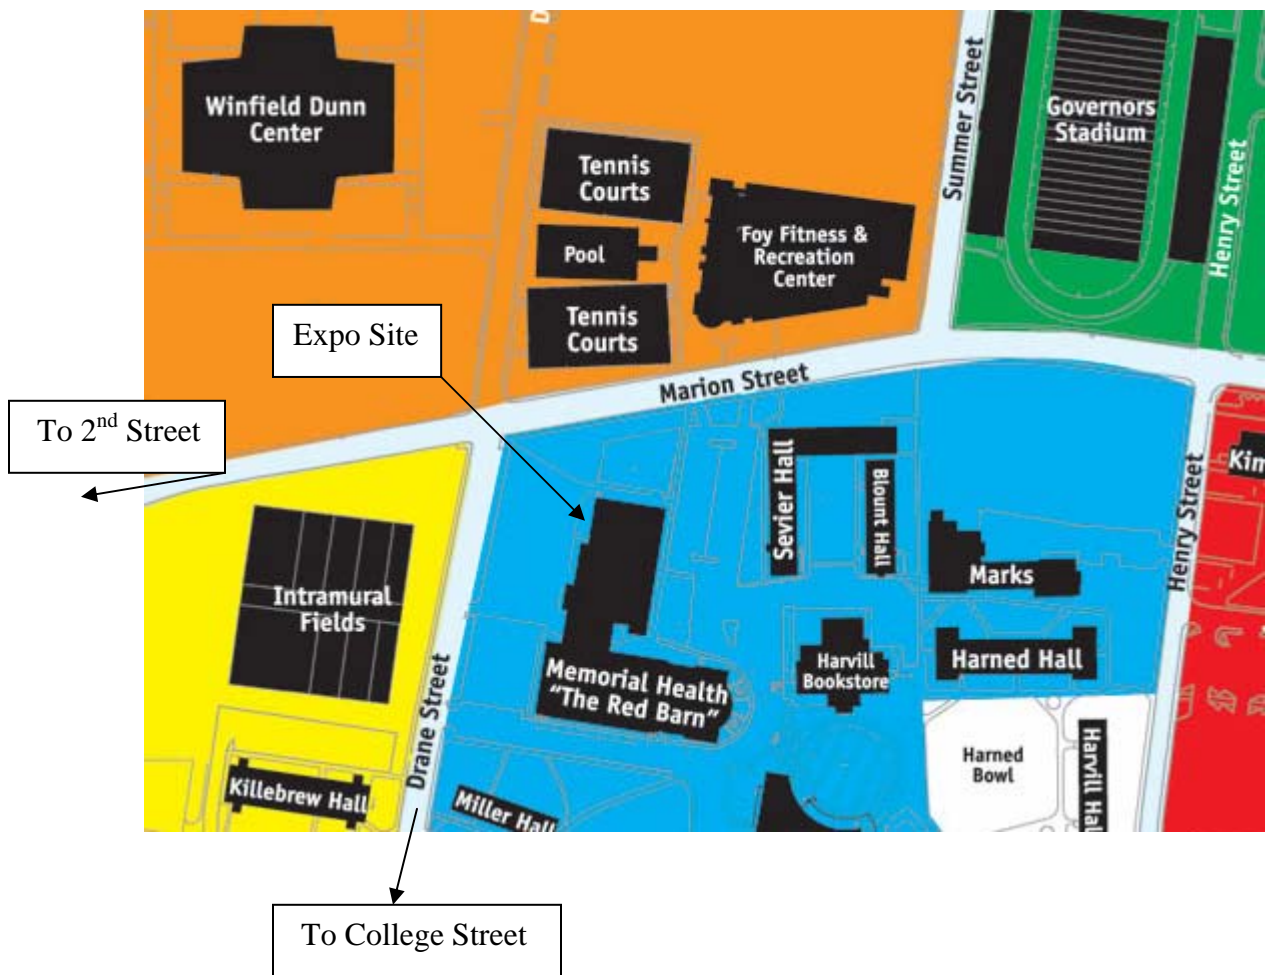 D
Winfield Dunn
Center
Tennis
Courts
Pool
Tennis
Courts
Foy Fitness &
Recreation
Center
Summer Street
Governors
Stadium
Henry Street
Expo Site
Marion Street
To 2nd Street
Sevier Hall
Blount Hall
Henry Street
Marks
Intramural
Fields
Memorial Health
"The Red Barn"
Harvill
Bookstore
Harned Hall
Drane Street
Harned
Bowl
Harvill Hal
Killebrew Hall
Miller Hall
To College Street